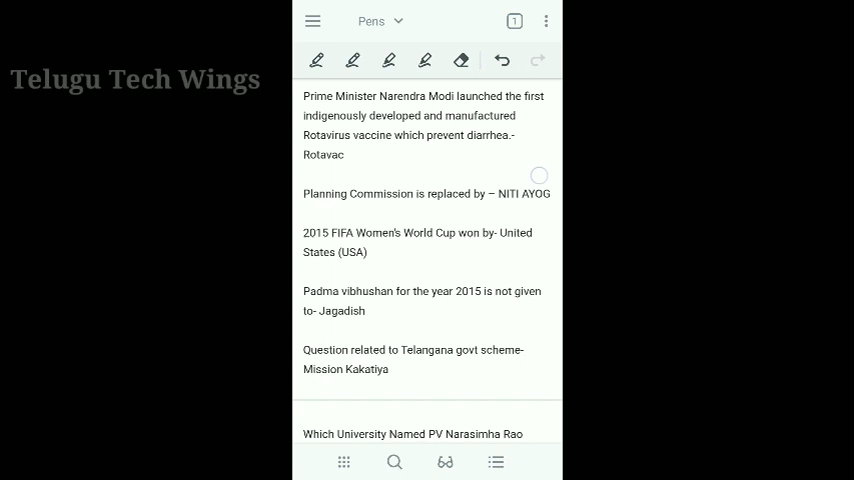 Pens
1
Telugu Tech Wings
Prime Minister Narendra Modi launched the first
indigenously developed and manufactured
Rotavirus vaccine which prevent diarrhea.-
Rotavac
Planning Commission is replaced by – NITI AYOG
2015 FIFA Women's World Cup won by- United
States (USA)
Padma vibhushan for the year 2015 is not given
to- Jagadish
Question related to Telangana govt scheme-
Mission Kakatiya
Which University Named PV Narasimha Rao